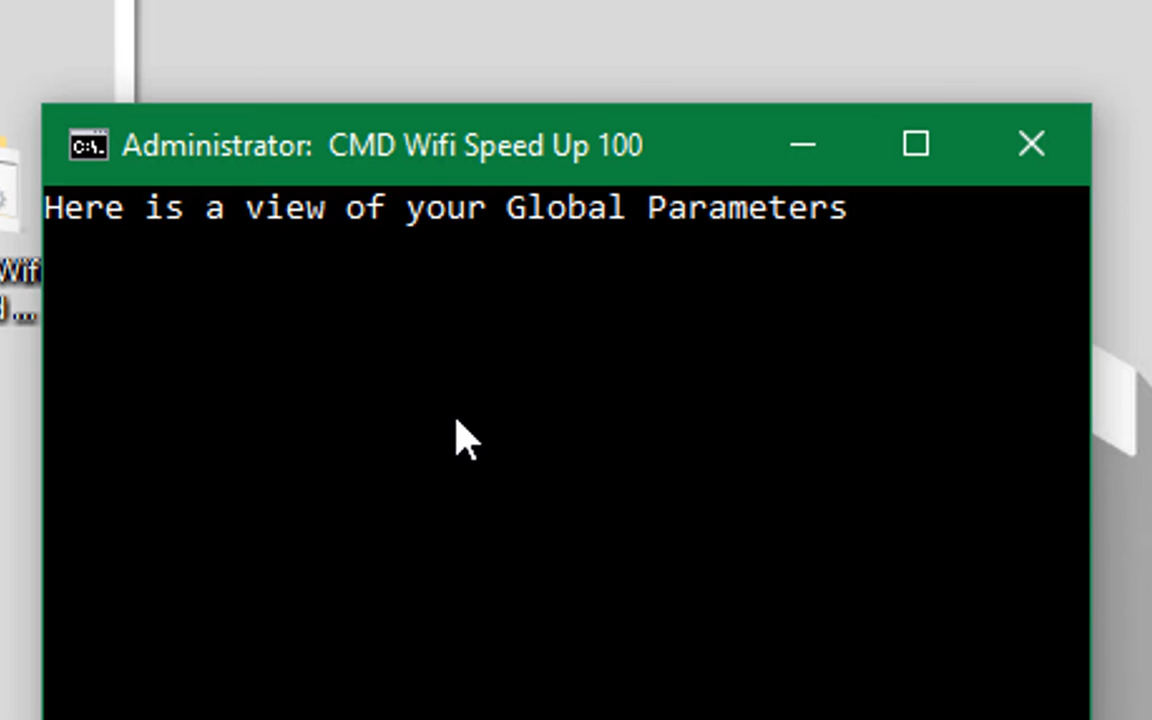 Administrator:  CMD Wifi Speed Up 100
Here is a view of your Global Parameters